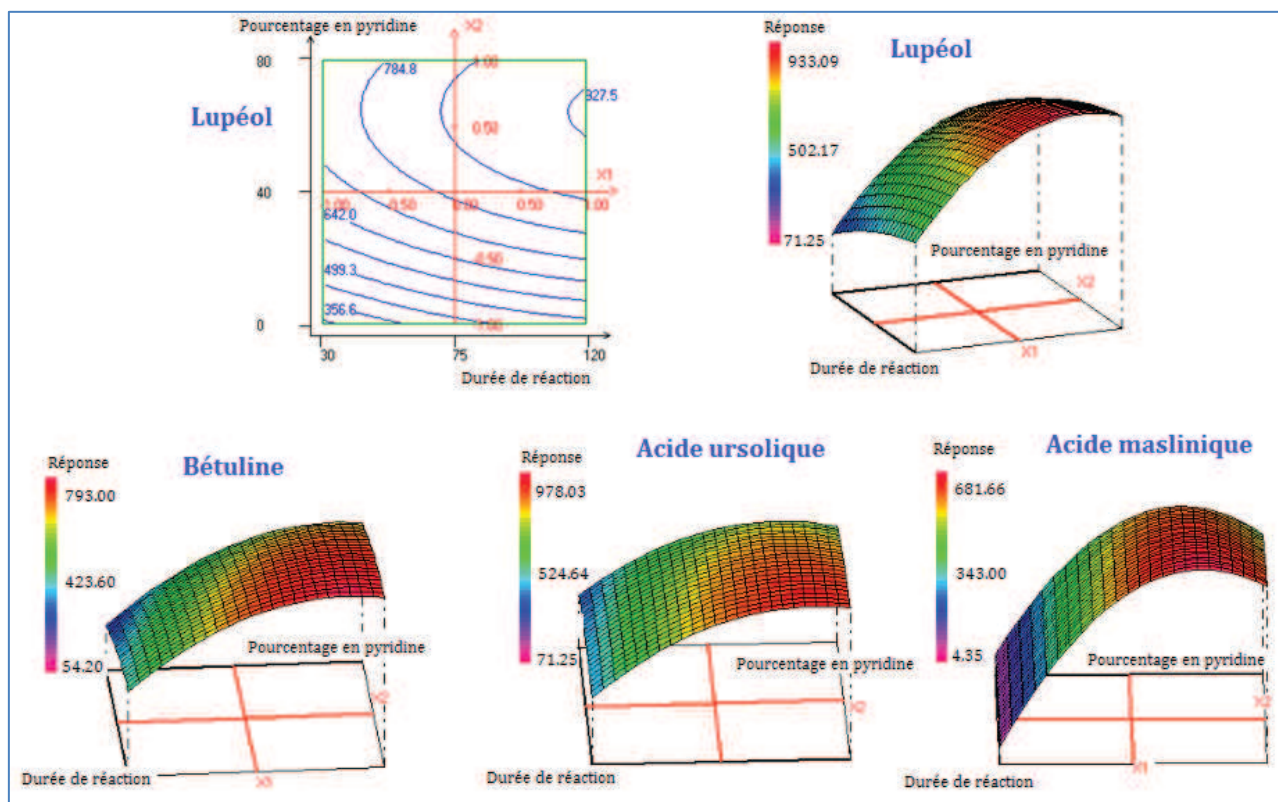 Pourcentage en pyridine
X2
80
784.8
1.00
927.5
Lupéol
0.50
X1
40
1.00
0.50
0.00
0.50
1.00
642.0
0.50
499.3
356.6
0
1.00
30
75
120
Durée de réaction
Réponse
Lupéol
933.09
502.17
71.25
Pourcentage en pyridine
X2
X1
Durée de réaction
Réponse
Bétuline
793.00
423.60
54.20
Pourcentage en pyridine
X2
Durée de réaction
Réponse
Acide ursolique
978.03
524.64
71.25
Pourcentage en pyridine
X2
X1
Durée de réaction
Réponse
Acide maslinique
681.66
343.00
4.35
Pourcentage en pyridine
X2
X1
Durée de réaction